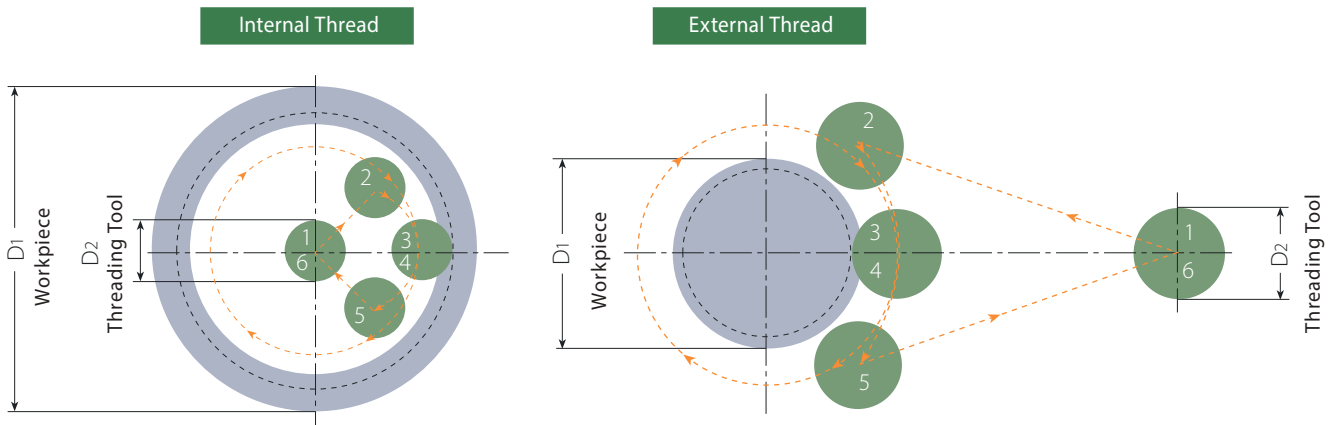 Internal Thread
External Thread
D1
Workpiece
D2
Threading Tool
1
6
2
3
4
5
D1
Workpiece
2
3
4
5
1
6
D2
Threading Tool